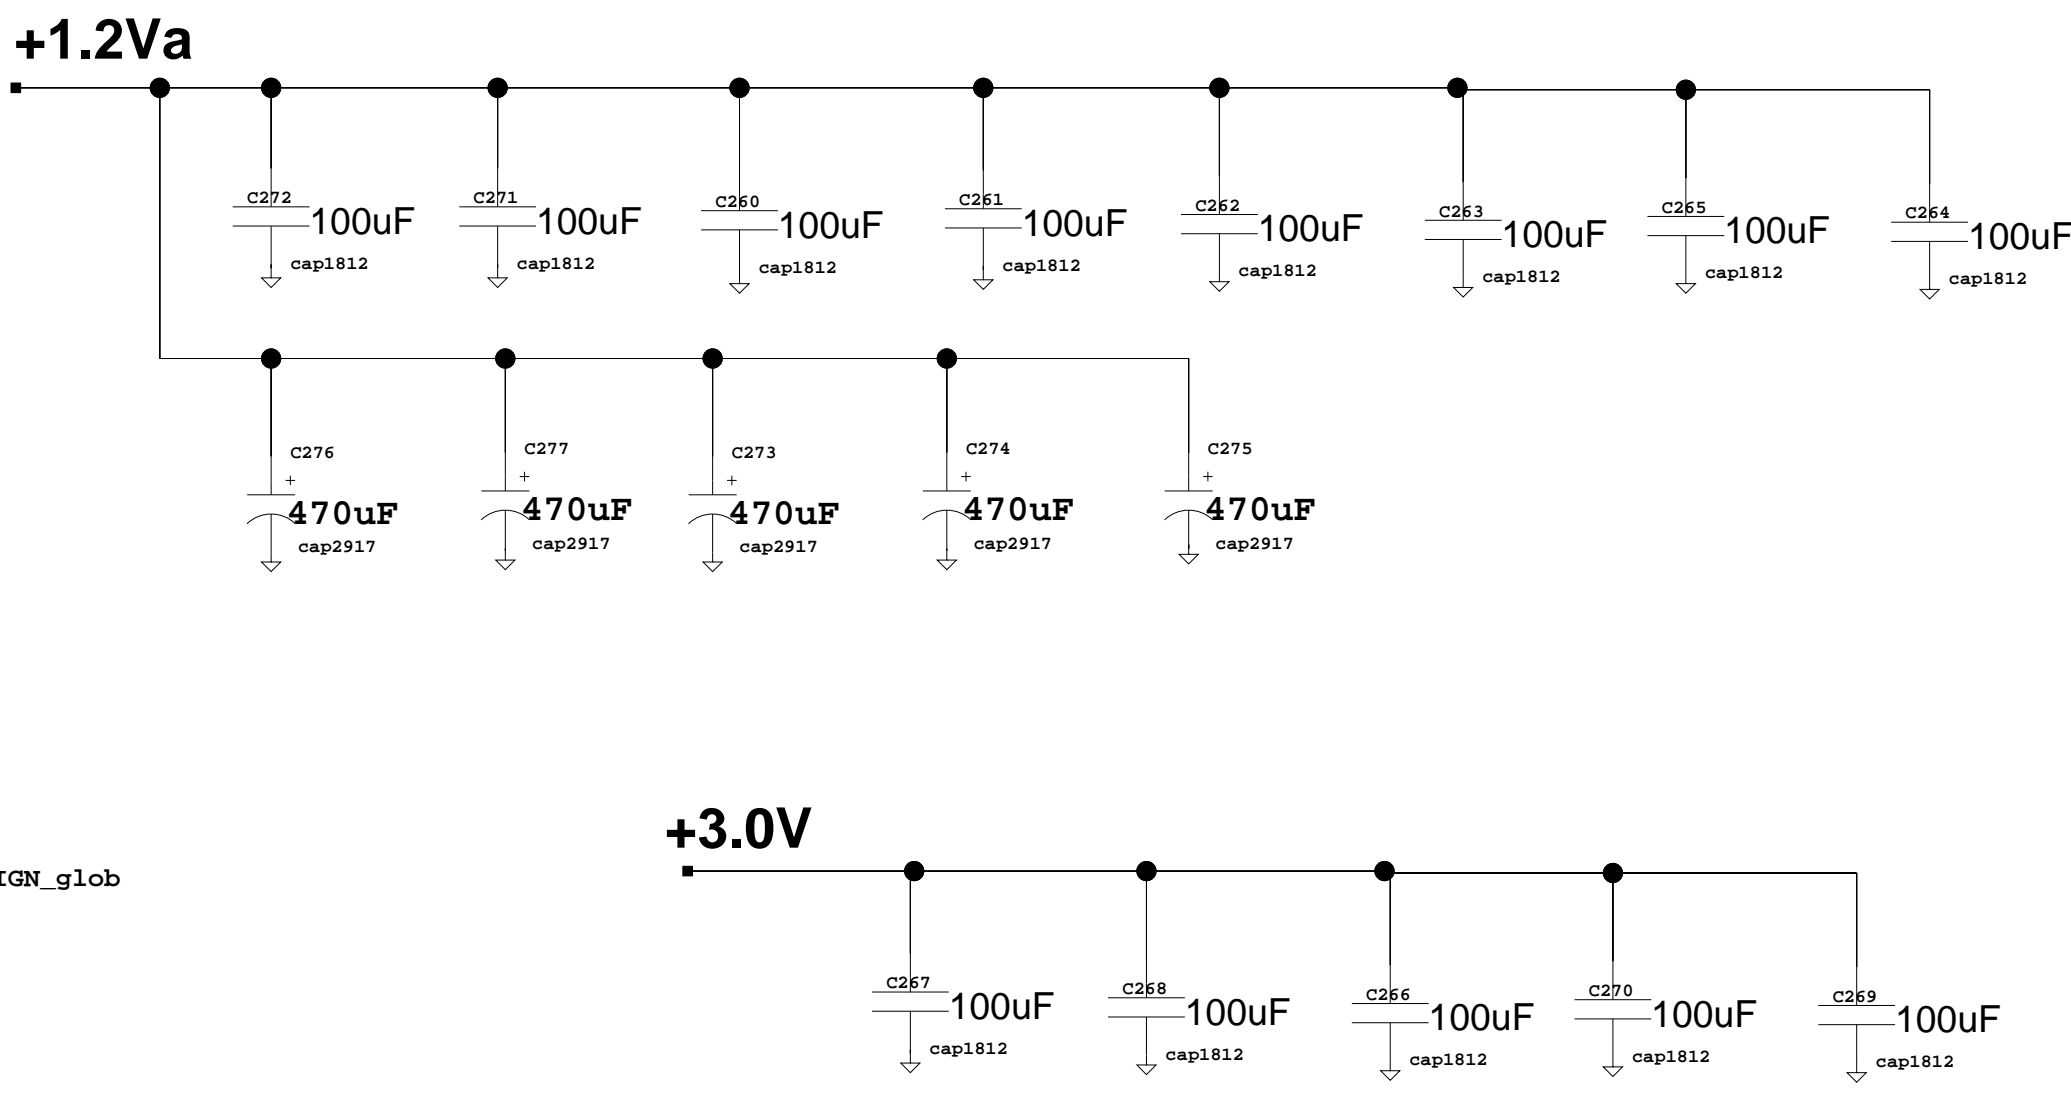 +1.2Va
C272 C271 C260 C261 C262 C263 C265 C264
100uF 100uF 100uF 100uF 100uF 100uF 100uF 100uF
cap1812 cap1812 cap1812 cap1812 cap1812 cap1812 cap1812 cap1812
C276 C277 C273 C274 C275
+ + + + +
470uF 470uF 470uF 470uF 470uF
cap2917 cap2917 cap2917 cap2917 cap2917
+3.0V
IGN_glob
C267 C268 C266 C270 C269
100uF 100uF 100uF 100uF 100uF
cap1812 cap1812 cap1812 cap1812 cap1812